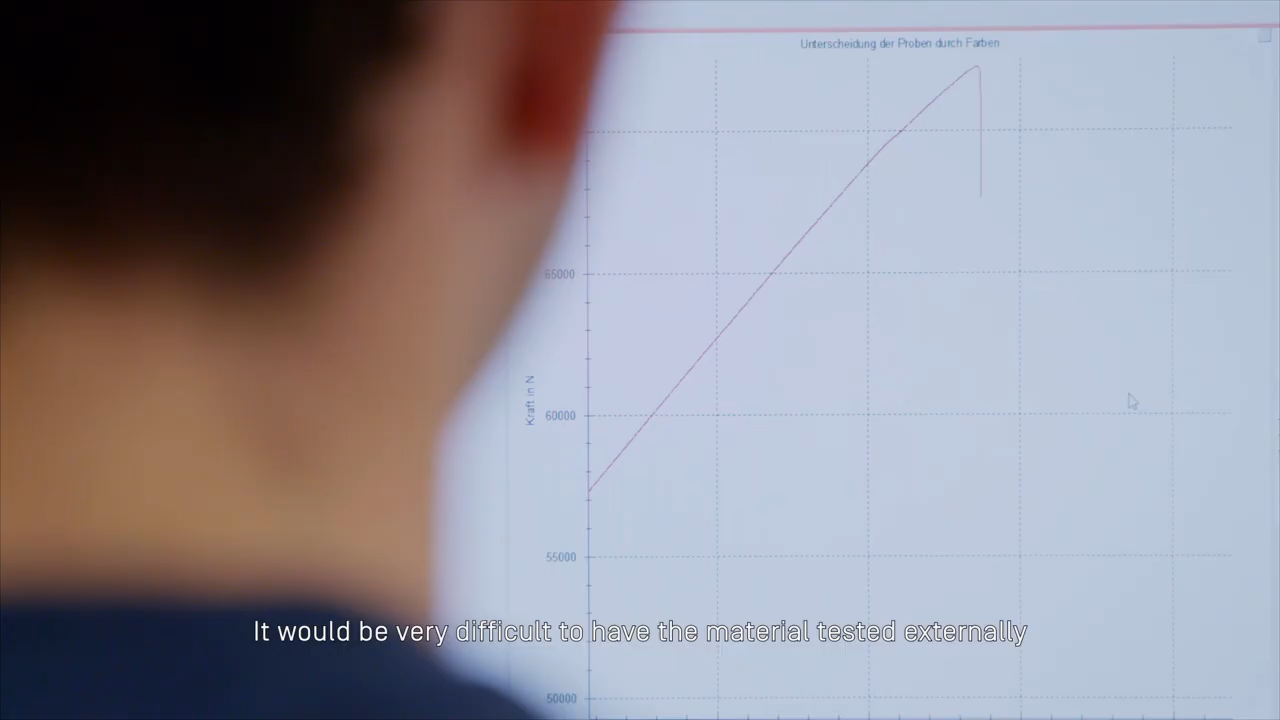 Unterscheidung der Proben durch Farben
65000
Kraft in N
60000
55000
50000
It would be very difficult to have the material tested externally